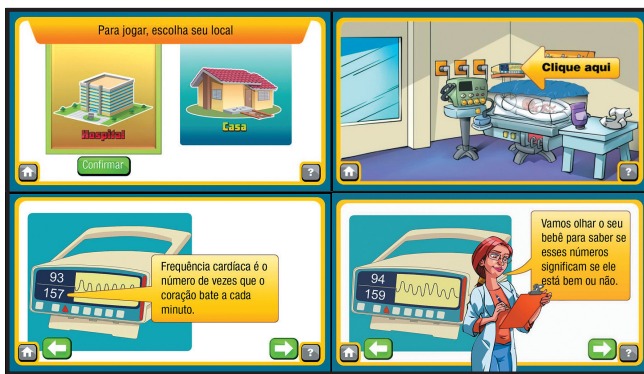 Para jogar, escolha seu local
Hospital
Casa
Confirmar
?
Clique aqui
?
93
157
Frequência cardíaca é o
número de vezes que o
coração bate a cada
minuto.
?
94
159
Vamos olhar o seu
bebê para saber se
esses números
significam se ele
está bem ou não.
?